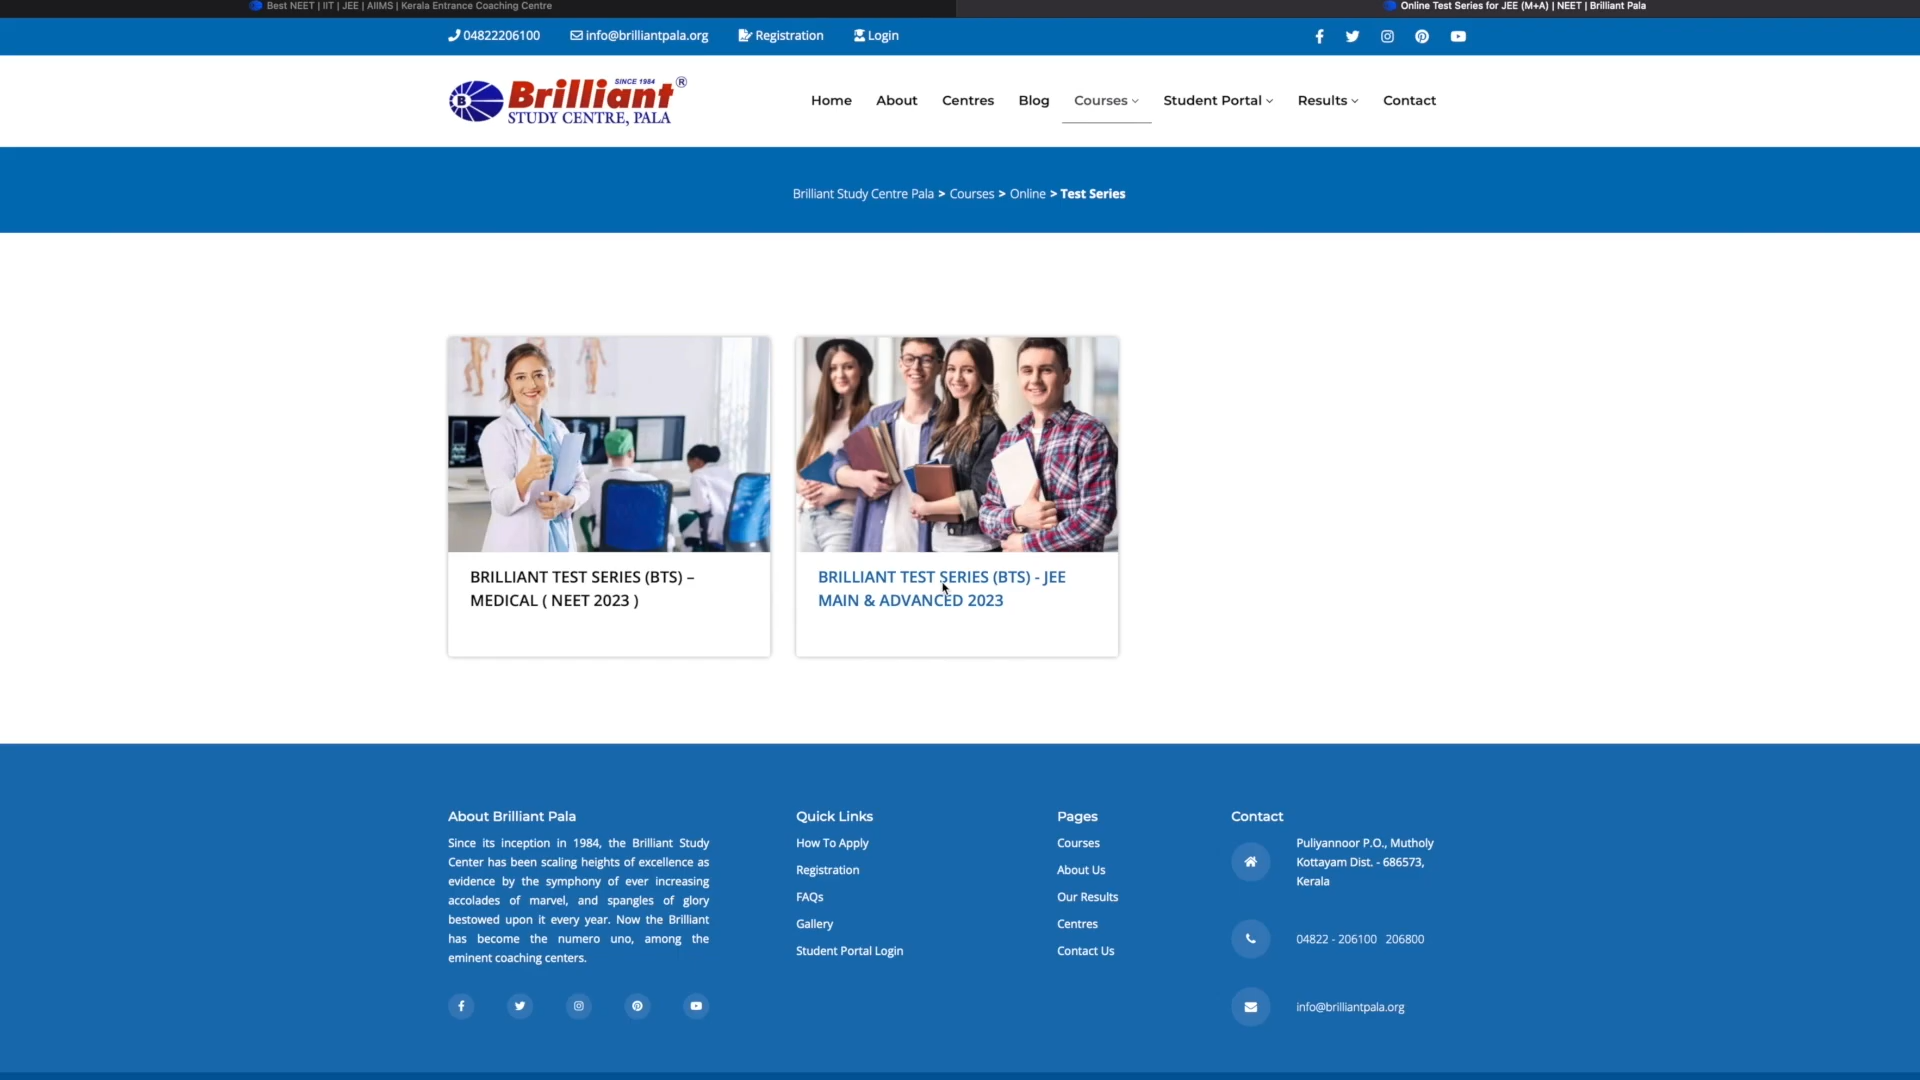 Best NEET | IIT | JEE | AIIMS | Kerala Entrance Coaching Centre
Online Test Series for JEE (M+A) | NEET | Brilliant Pala
04822206100 info@brilliantpala.org Registration Login
SINCE 1984
Brilliant ®
B
STUDY CENTRE, PALA
Home About Centres Blog Courses Student Portal Results Contact
Brilliant Study Centre Pala > Courses > Online > Test Series
BRILLIANT TEST SERIES (BTS) –
MEDICAL ( NEET 2023 )
BRILLIANT TEST SERIES (BTS) - JEE
MAIN & ADVANCED 2023
About Brilliant Pala
Since its inception in 1984, the Brilliant Study
Center has been scaling heights of excellence as
evidence by the symphony of ever increasing
accolades of marvel, and spangles of glory
bestowed upon it every year. Now the Brilliant
has become the numero uno, among the
eminent coaching centers.
Quick Links
How To Apply
Registration
FAQs
Gallery
Student Portal Login
Pages
Courses
About Us
Our Results
Centres
Contact Us
Contact
Puliyannoor P.O., Mutholy
Kottayam Dist. - 686573,
Kerala
04822 - 206100 206800
info@brilliantpala.org